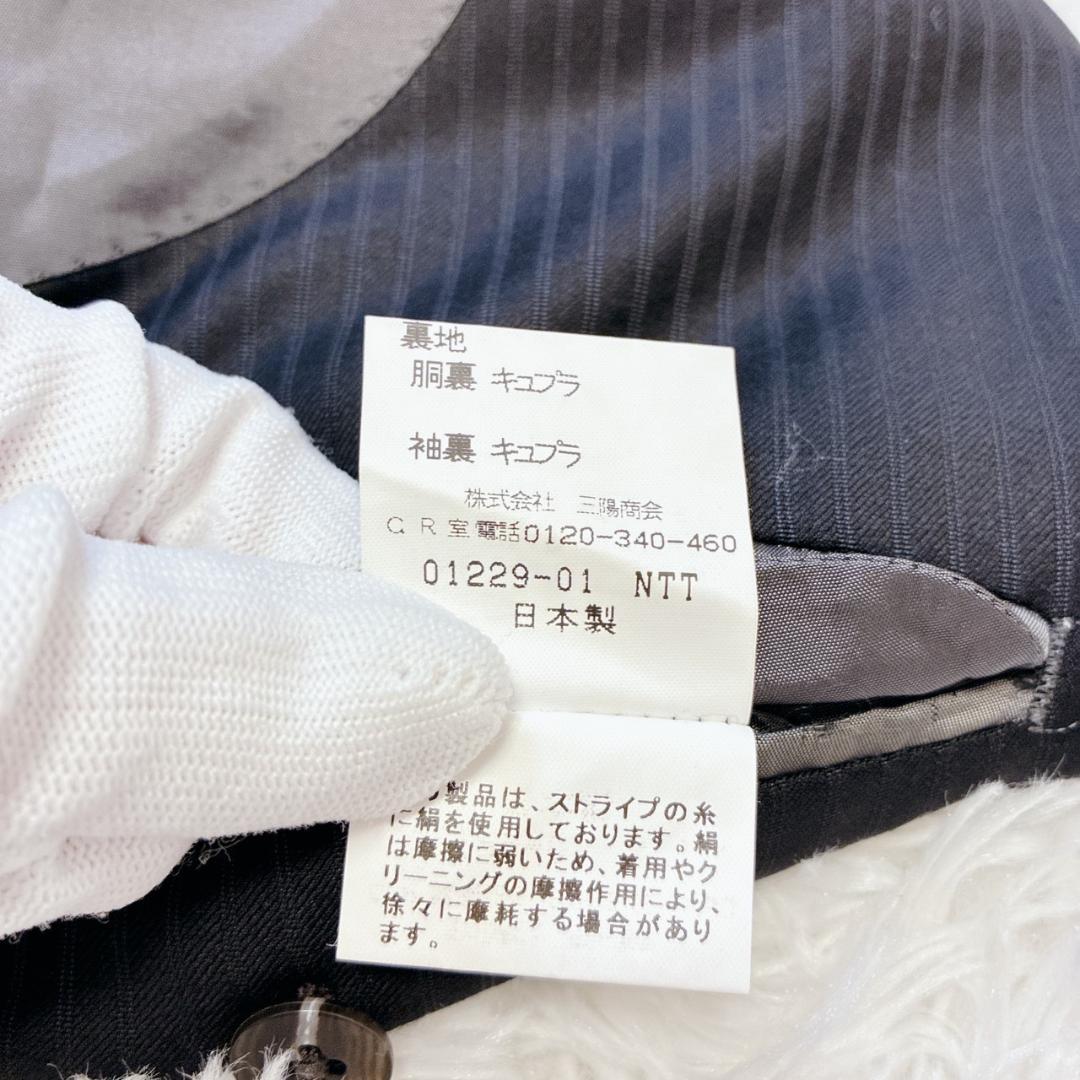 裏地
胴裏 キュプラ
袖裏 キュプラ
株式会社 三陽商会
CR室電話0120-340-460
01229-01 NTT
日本製
製品は、ストライプの糸
に絹を使用しております。絹
は摩擦に弱いため、着用やク
リーニングの摩擦作用により、
徐々に摩耗する場合があり
ます。